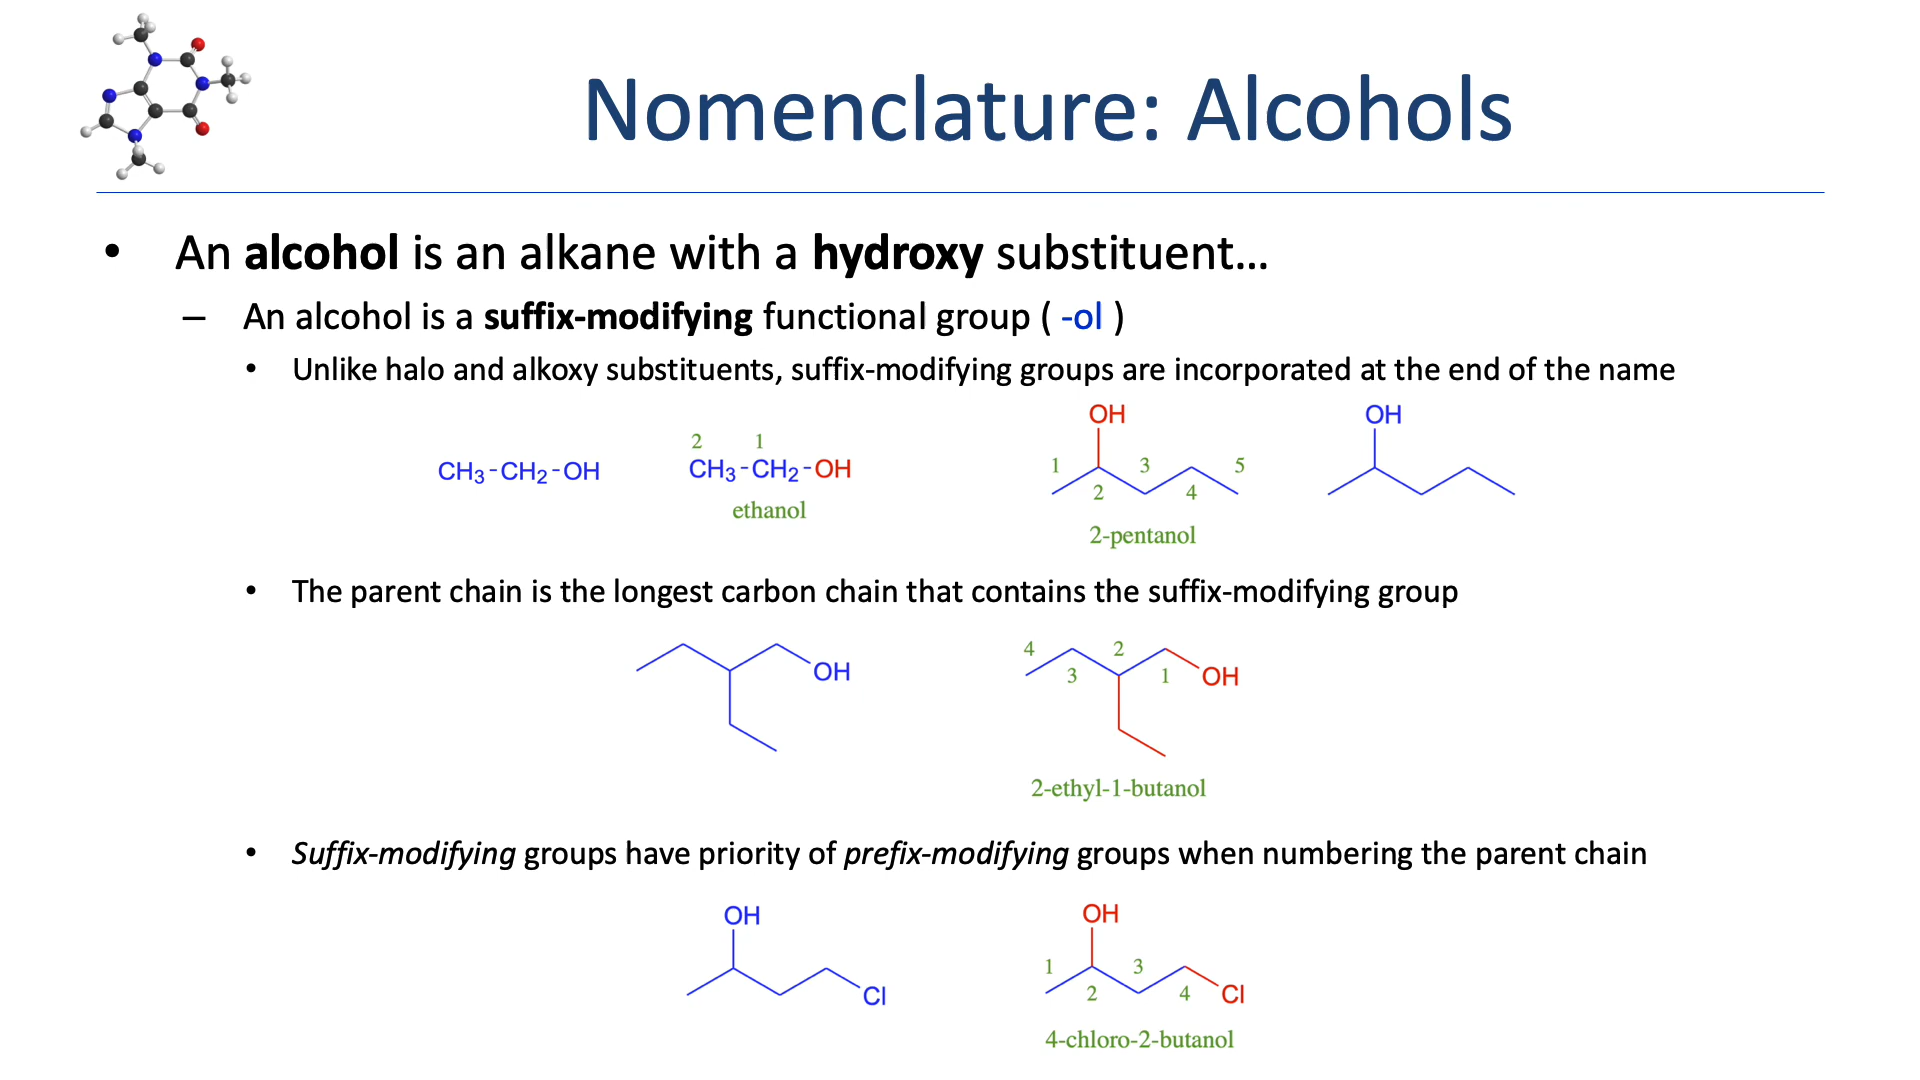 Nomenclature: Alcohols
• An alcohol is an alkane with a hydroxy substituent...
– An alcohol is a suffix-modifying functional group ( -ol )
• Unlike halo and alkoxy substituents, suffix-modifying groups are incorporated at the end of the name
CH3-CH2-OH
2 1
CH3-CH2-OH
ethanol
OH
1 3 5
2 4
2-pentanol
OH
• The parent chain is the longest carbon chain that contains the suffix-modifying group
OH
4 2
3 1 OH
2-ethyl-1-butanol
• Suffix-modifying groups have priority of prefix-modifying groups when numbering the parent chain
OH
Cl
OH
1 3
2 4 Cl
4-chloro-2-butanol